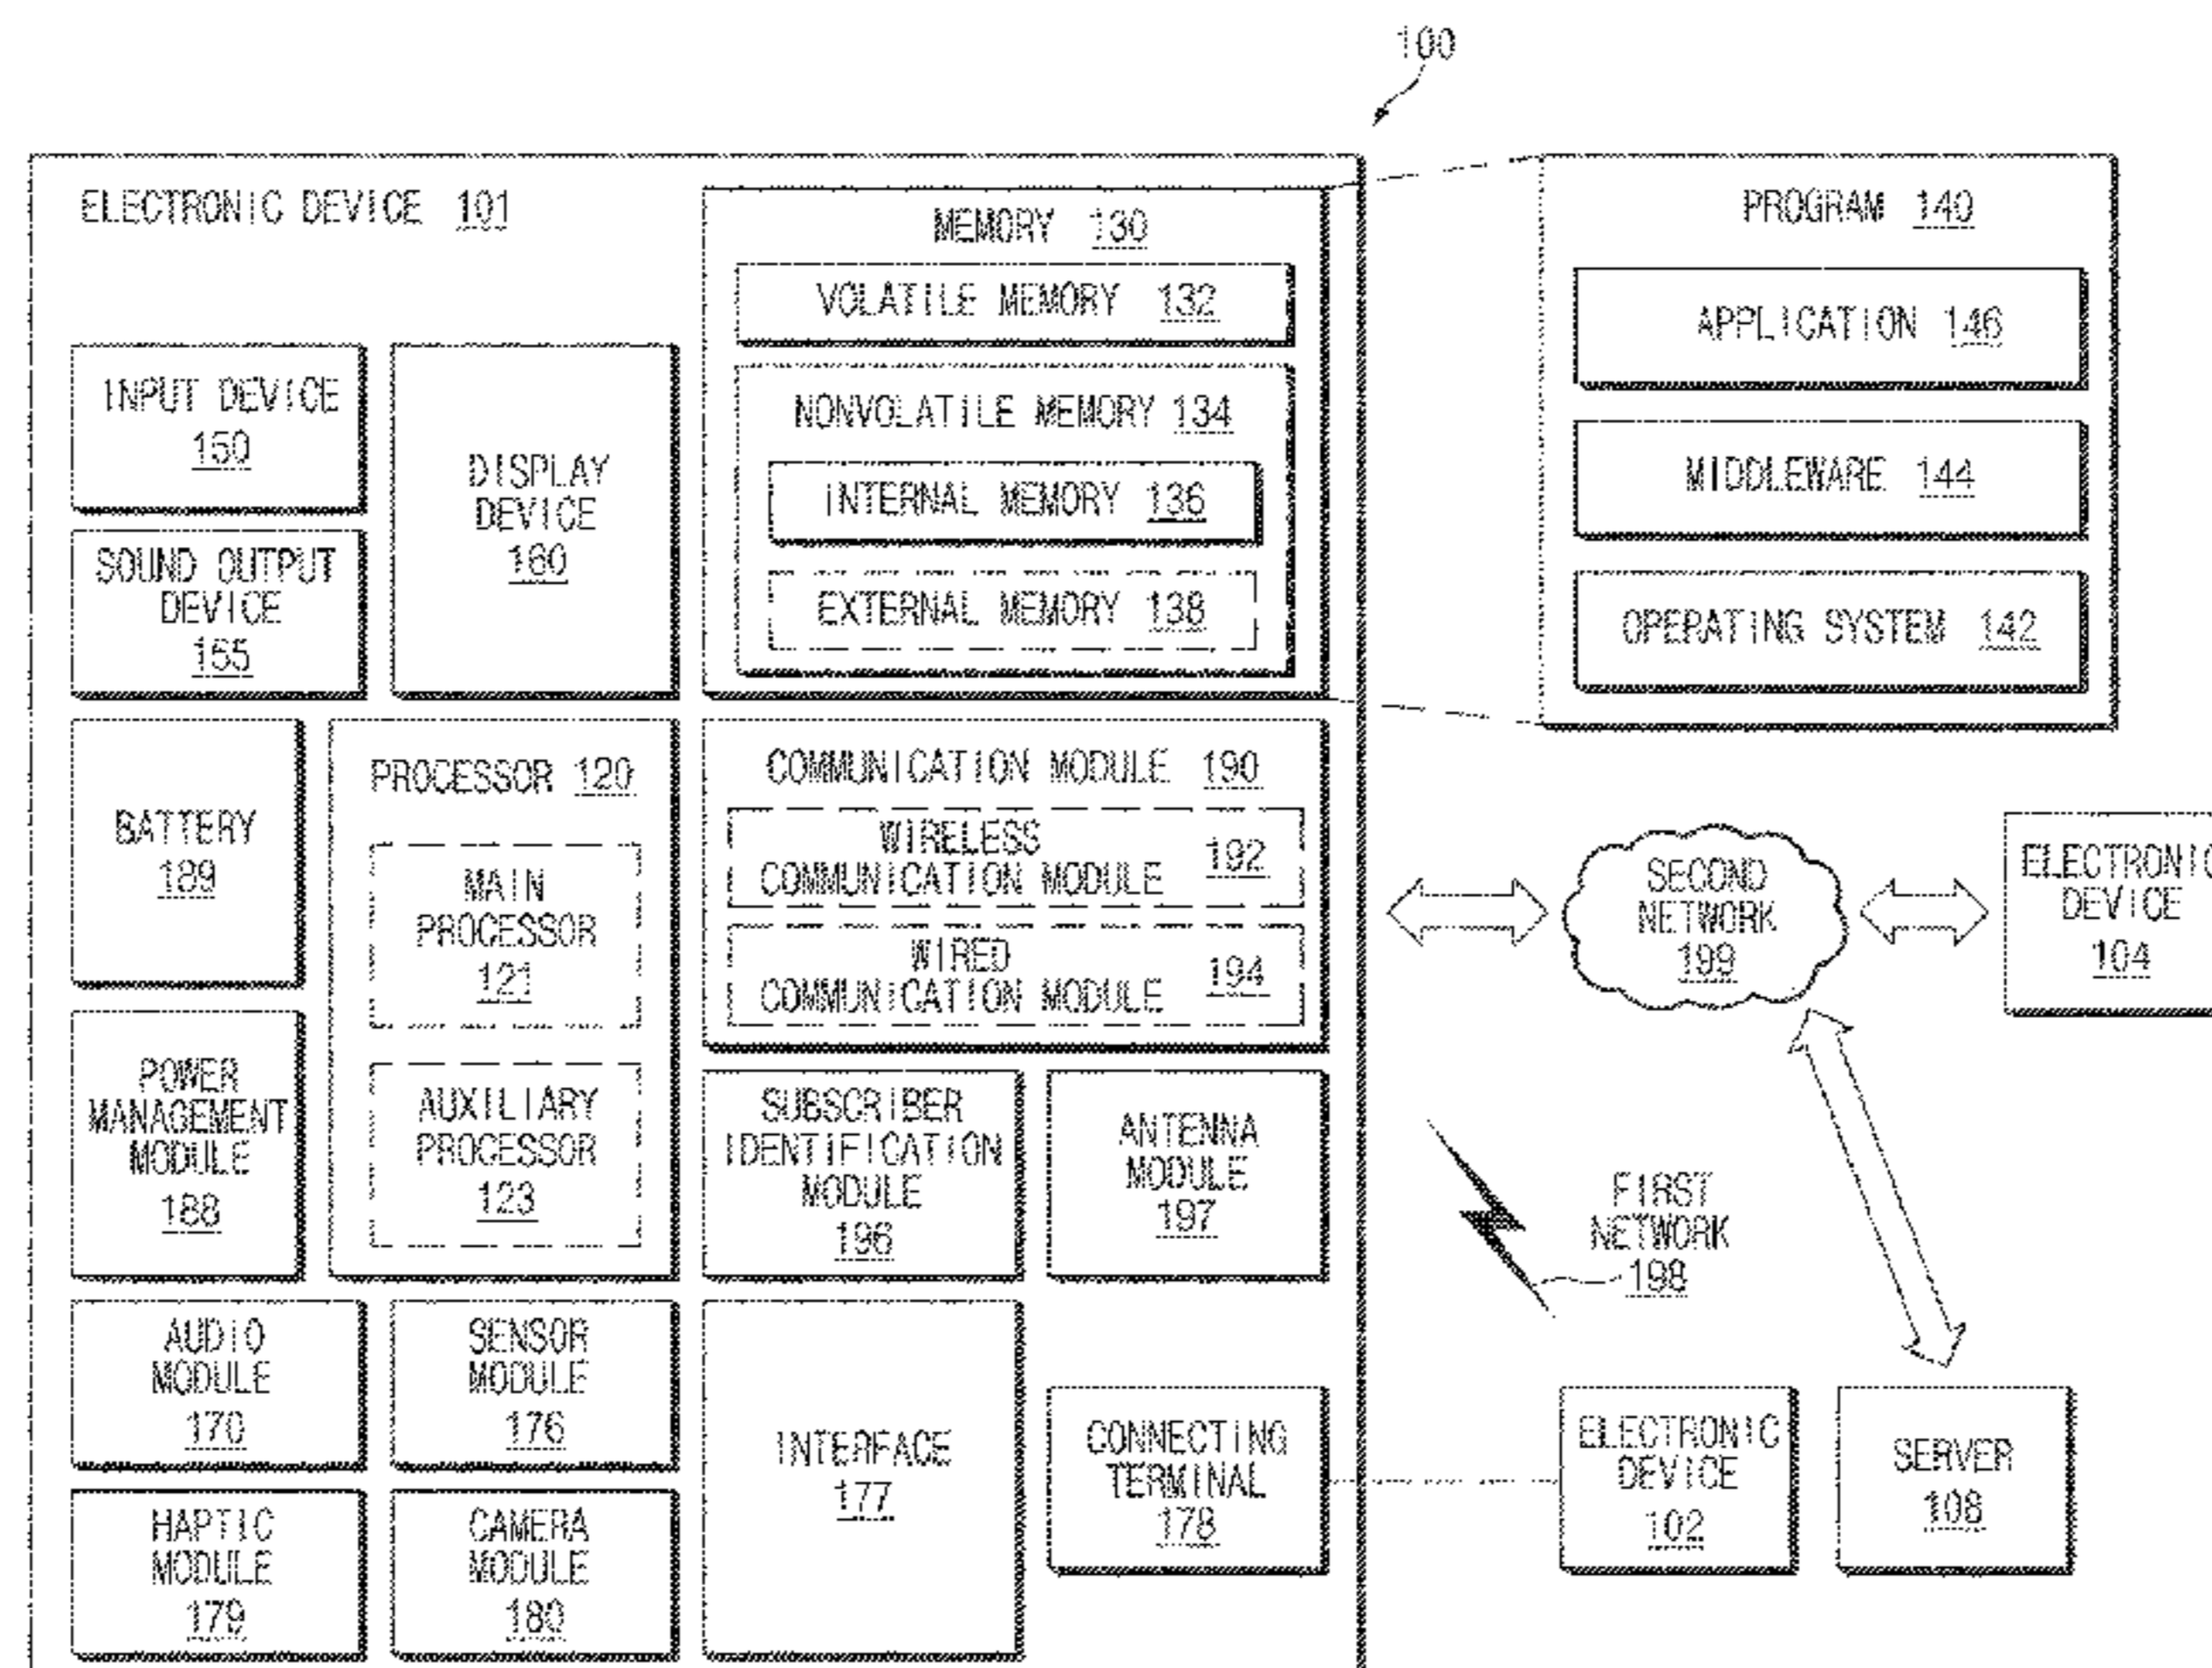 100
ELECTRONIC DEVICE 101
MEMORY 130
VOLATILE MEMORY 132
NONVOLATILE MEMORY 134
INTERNAL MEMORY 136
EXTERNAL MEMORY 138
PROGRAM 140
APPLICATION 146
MIDDLEWARE 144
OPERATING SYSTEM 142
INPUT DEVICE
150
SOUND OUTPUT
DEVICE
155
DISPLAY
DEVICE
160
BATTERY
189
POWER
MANAGEMENT
MODULE
188
PROCESSOR 120
MAIN
PROCESSOR
121
AUXILIARY
PROCESSOR
123
COMMUNICATION MODULE 190
WIRELESS
COMMUNICATION MODULE 192
WIRED
COMMUNICATION MODULE 194
SUBSCRIBER
IDENTIFICATION
MODULE
196
ANTENNA
MODULE
197
SECOND
NETWORK
199
ELECTRONIC
DEVICE
104
FIRST
NETWORK
198
AUDIO
MODULE
170
SENSOR
MODULE
176
HAPTIC
MODULE
179
CAMERA
MODULE
180
INTERFACE
177
CONNECTING
TERMINAL
178
ELECTRONIC
DEVICE
102
SERVER
108